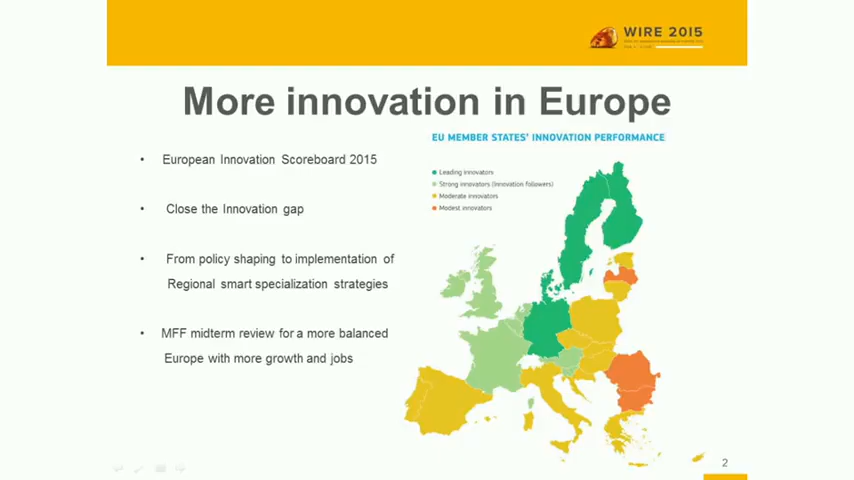 WIRE 2015
More innovation in Europe
EU MEMBER STATES' INNOVATION PERFORMANCE
• European Innovation Scoreboard 2015
• Close the Innovation gap
• From policy shaping to implementation of
Regional smart specialization strategies
• MFF midterm review for a more balanced
Europe with more growth and jobs
Leading innovators
Strong innovators (Innovation followers)
Moderate innovators
Modest innovators
2